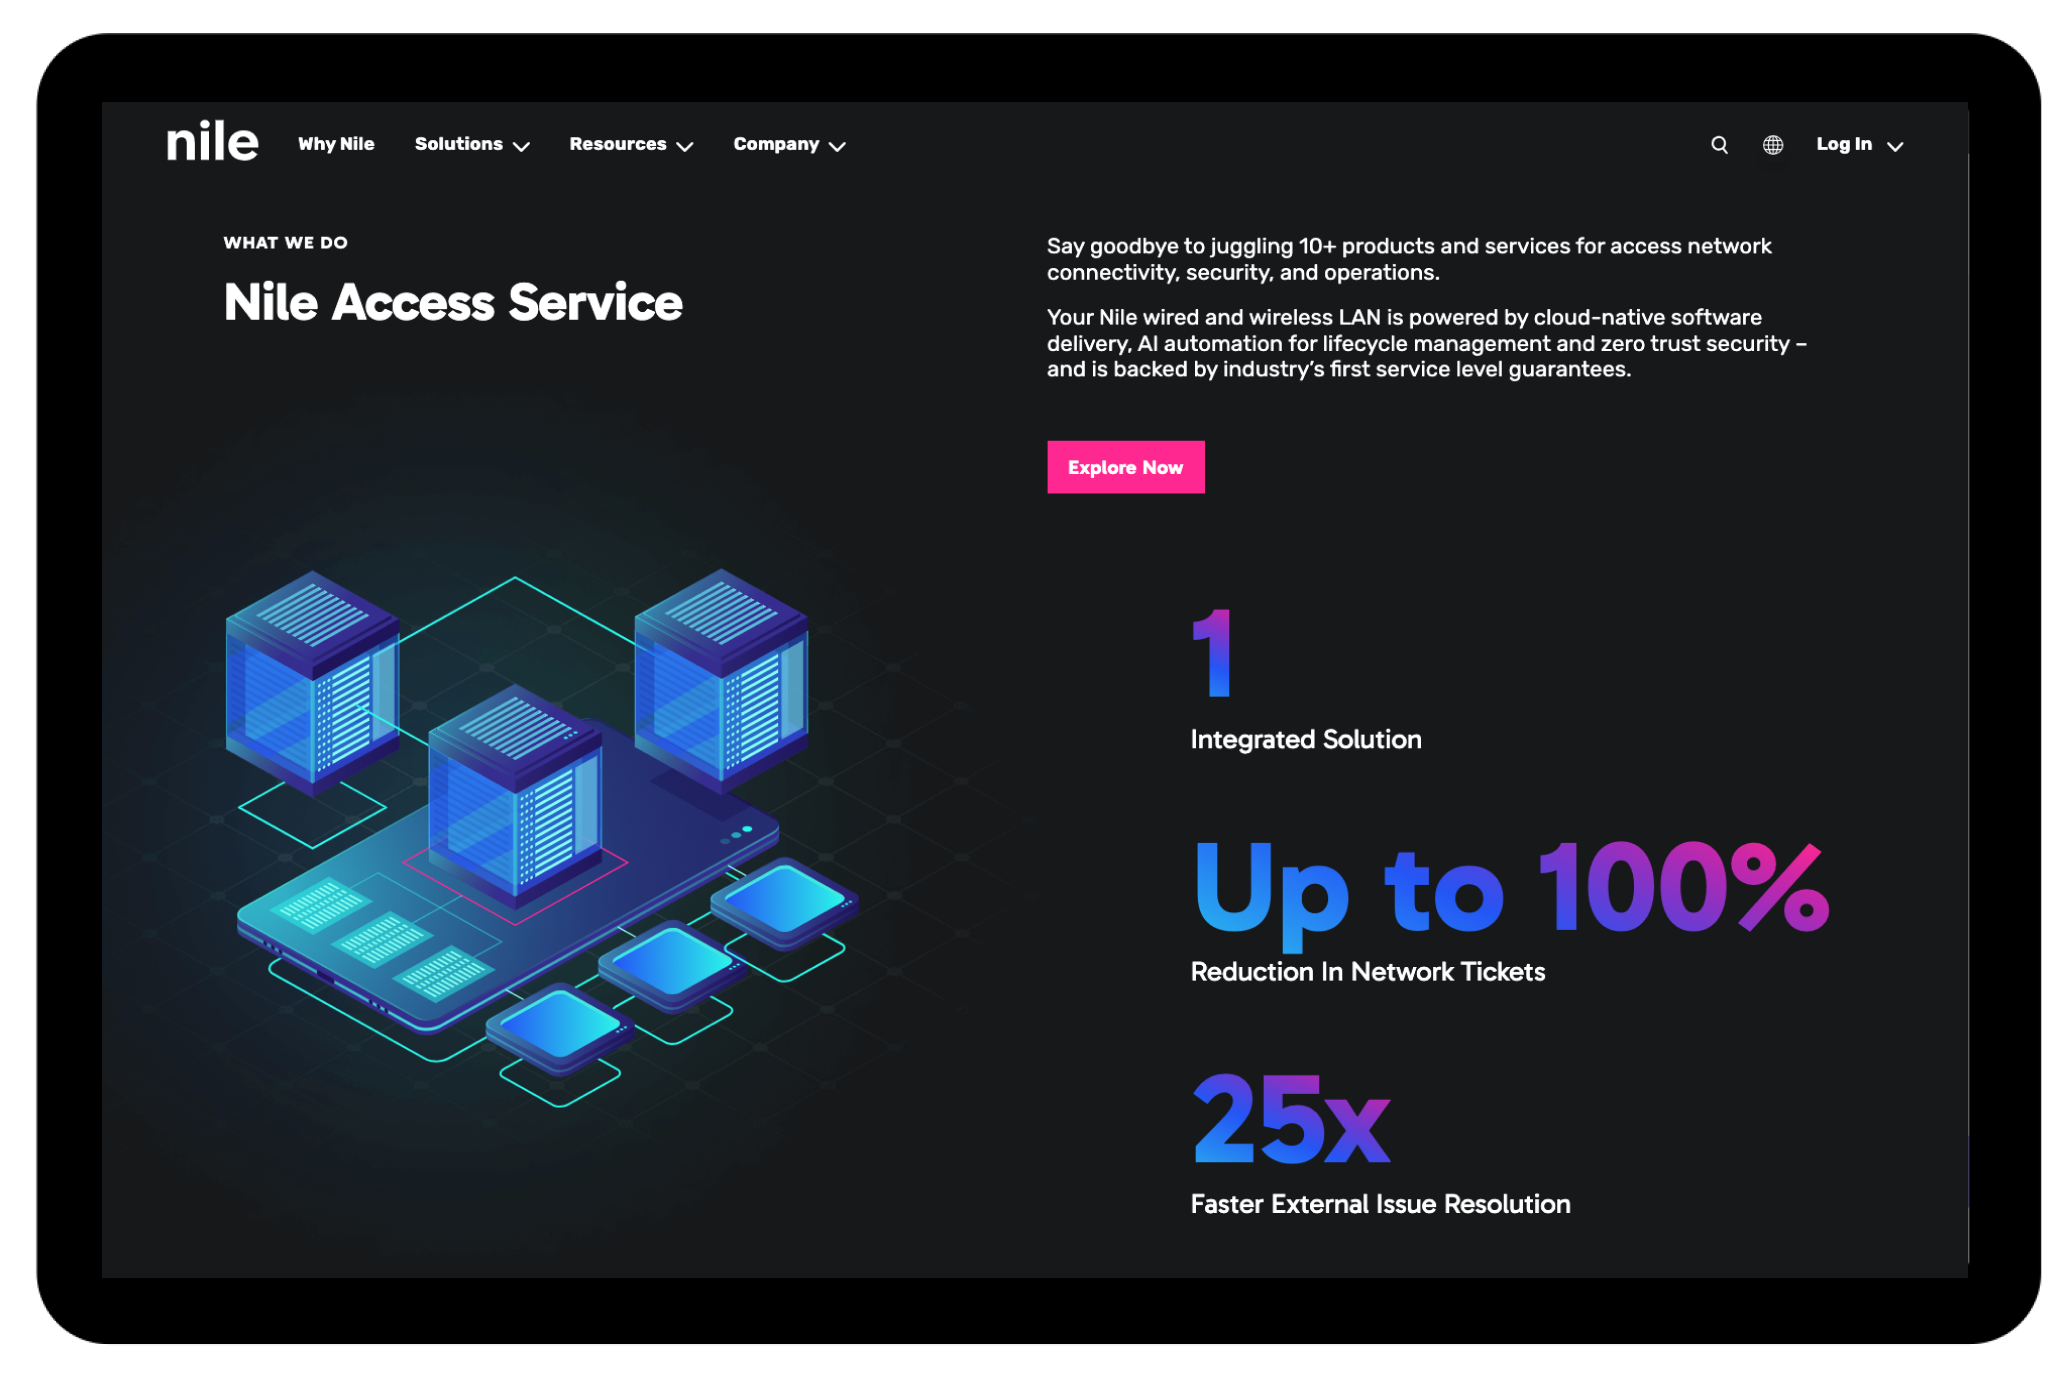 nile Why Nile Solutions Resources Company Log In
WHAT WE DO
Nile Access Service
Say goodbye to juggling 10+ products and services for access network
connectivity, security, and operations.
Your Nile wired and wireless LAN is powered by cloud-native software
delivery, AI automation for lifecycle management and zero trust security –
and is backed by industry’s first service level guarantees.
Explore Now
1
Integrated Solution
Up to 100%
Reduction In Network Tickets
25x
Faster External Issue Resolution